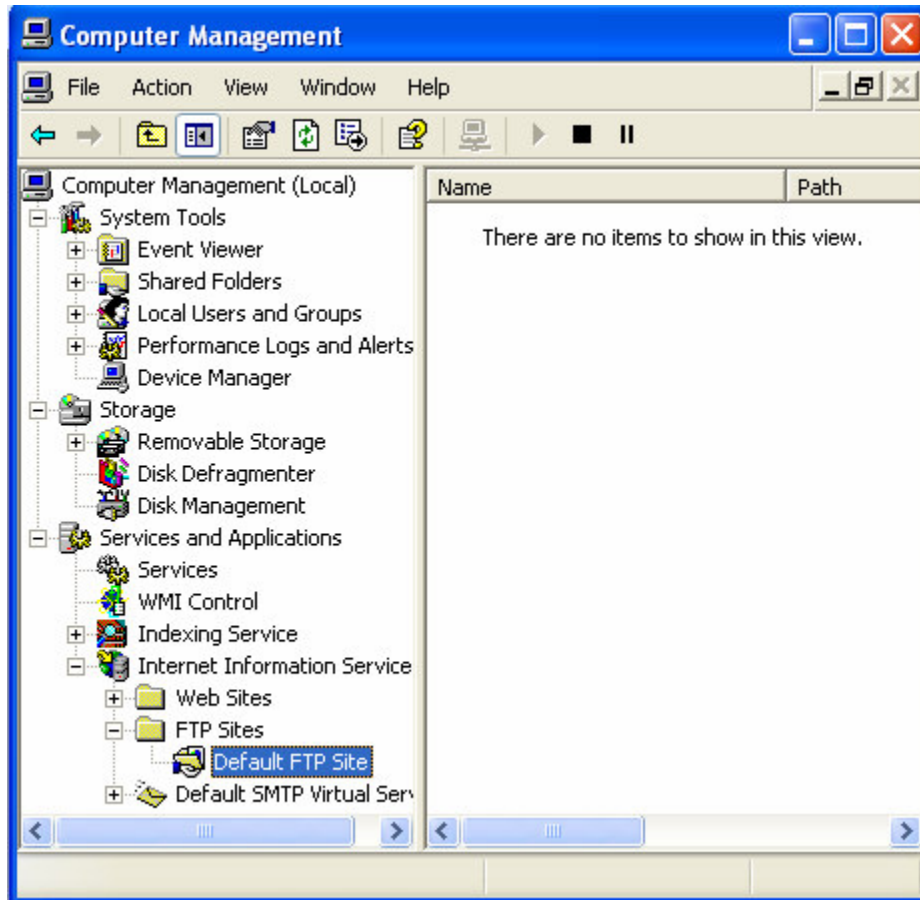 Computer Management
File Action View Window Help
Computer Management (Local)
System Tools
Event Viewer
Shared Folders
Local Users and Groups
Performance Logs and Alerts
Device Manager
Storage
Removable Storage
Disk Defragmenter
Disk Management
Services and Applications
Services
WMI Control
Indexing Service
Internet Information Service
Web Sites
FTP Sites
Default FTP Site
Default SMTP Virtual Serv
Name Path
There are no items to show in this view.